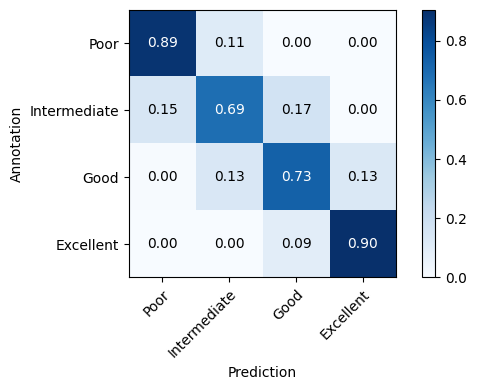 Poor 0.89 0.11 0.00 0.00
Intermediate 0.15 0.69 0.17 0.00
Good 0.00 0.13 0.73 0.13
Excellent 0.00 0.00 0.09 0.90
Poor Intermediate Good Excellent
Prediction
Annotation
0.8
0.6
0.4
0.2
0.0